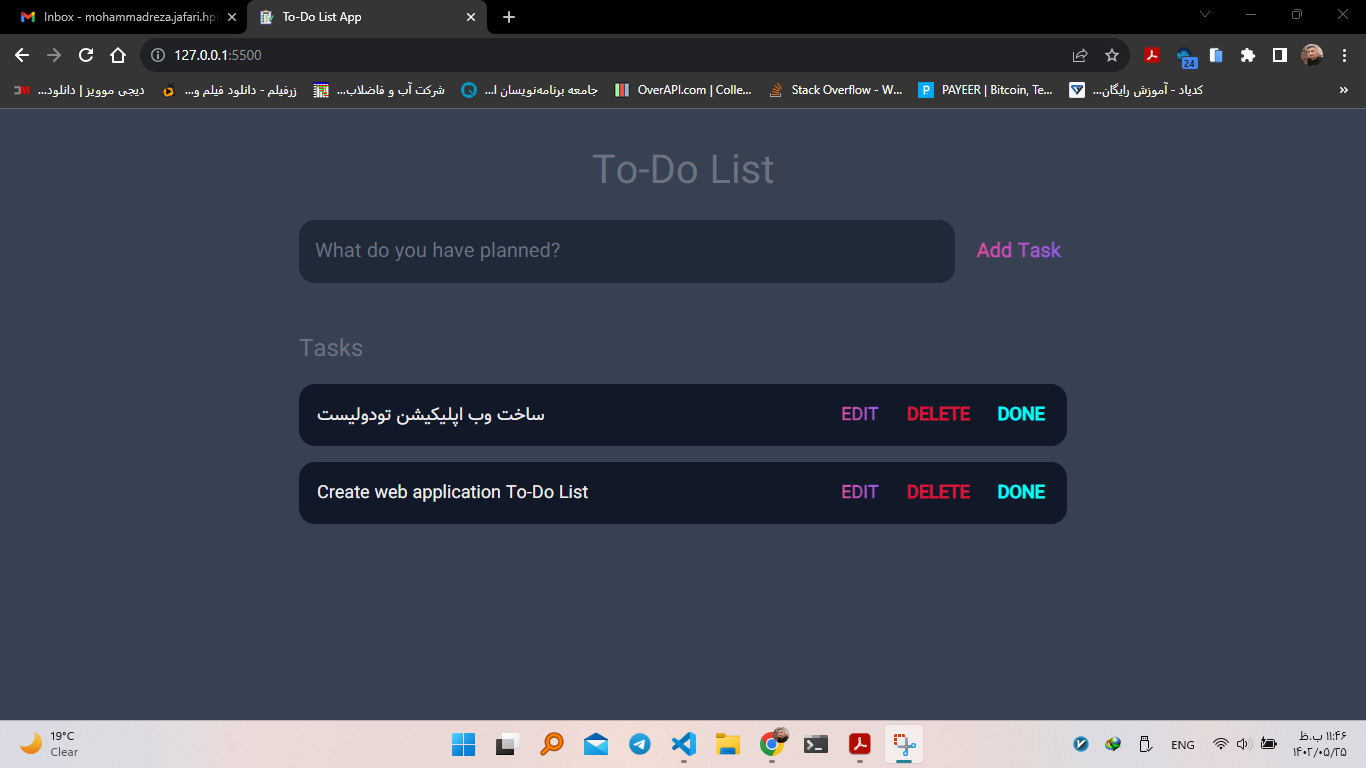 Inbox - mohammadreza.jafari.hp
To-Do List App
127.0.0.1:5500
24
دیجی موویز | دانلود...
زرفیلم - دانلود فیلم و...
شرکت آب و فاضلاب...
جامعه برنامه‌نویسان ا...
OverAPI.com | Colle...
Stack Overflow - W...
PAYEER | Bitcoin, Te...
کدیاد - آموزش رایگان...
To-Do List
What do you have planned?
Add Task
Tasks
ساخت وب اپلیکیشن تودولیست
EDIT DELETE DONE
Create web application To-Do List
EDIT DELETE DONE
19°C
Clear
ENG
۱۱:۴۶ ب.ظ
۱۴۰۲/۰۵/۲۵